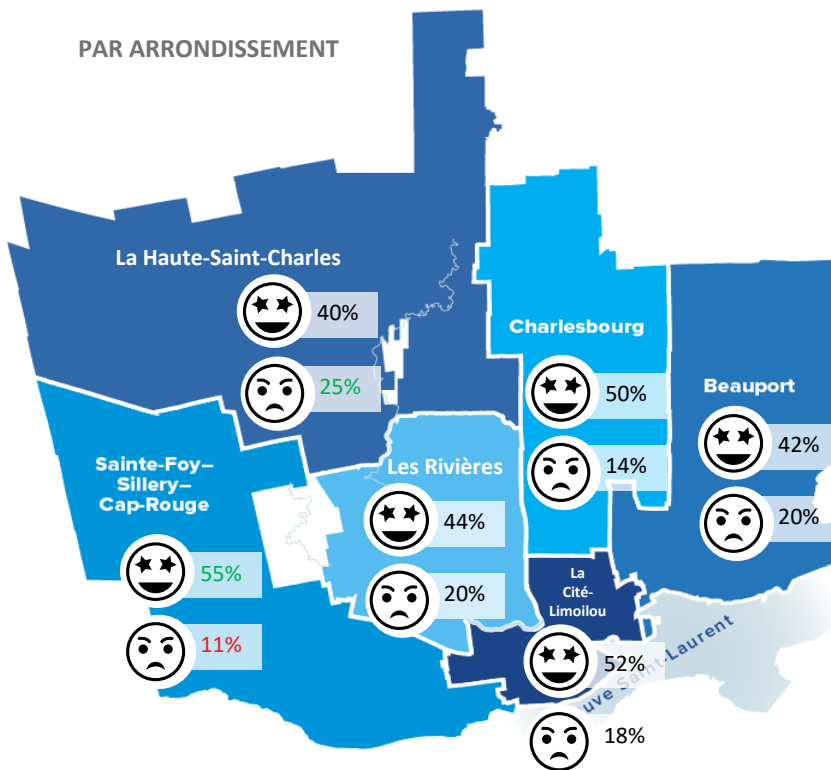 PAR ARRONDISSEMENT
La Haute-Saint-Charles
40%
25%
Charlesbourg
50%
14%
Beauport
42%
20%
Sainte-Foy–
Sillery–
Cap-Rouge
55%
11%
Les Rivières
44%
20%
La
Cité-
Limoilou
52%
18%
uve Saint-Laurent